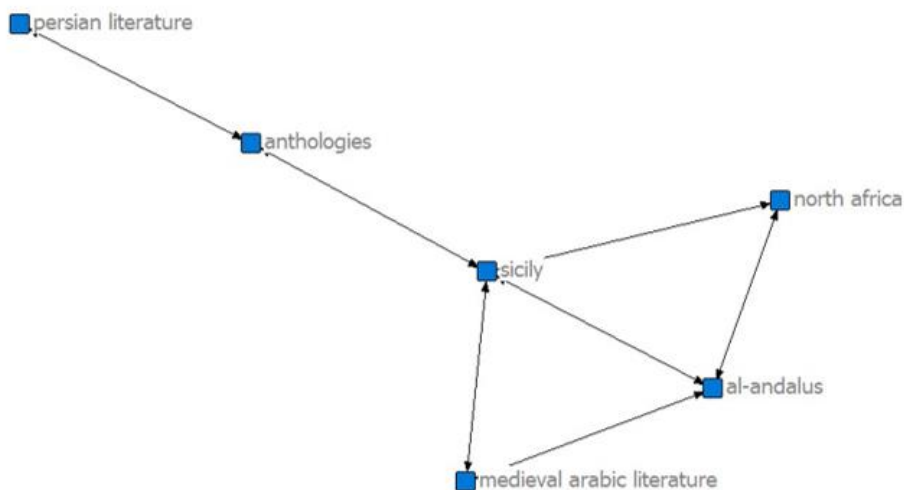 persian literature
anthologies
north africa
sicily
al-andalus
medieval arabic literature